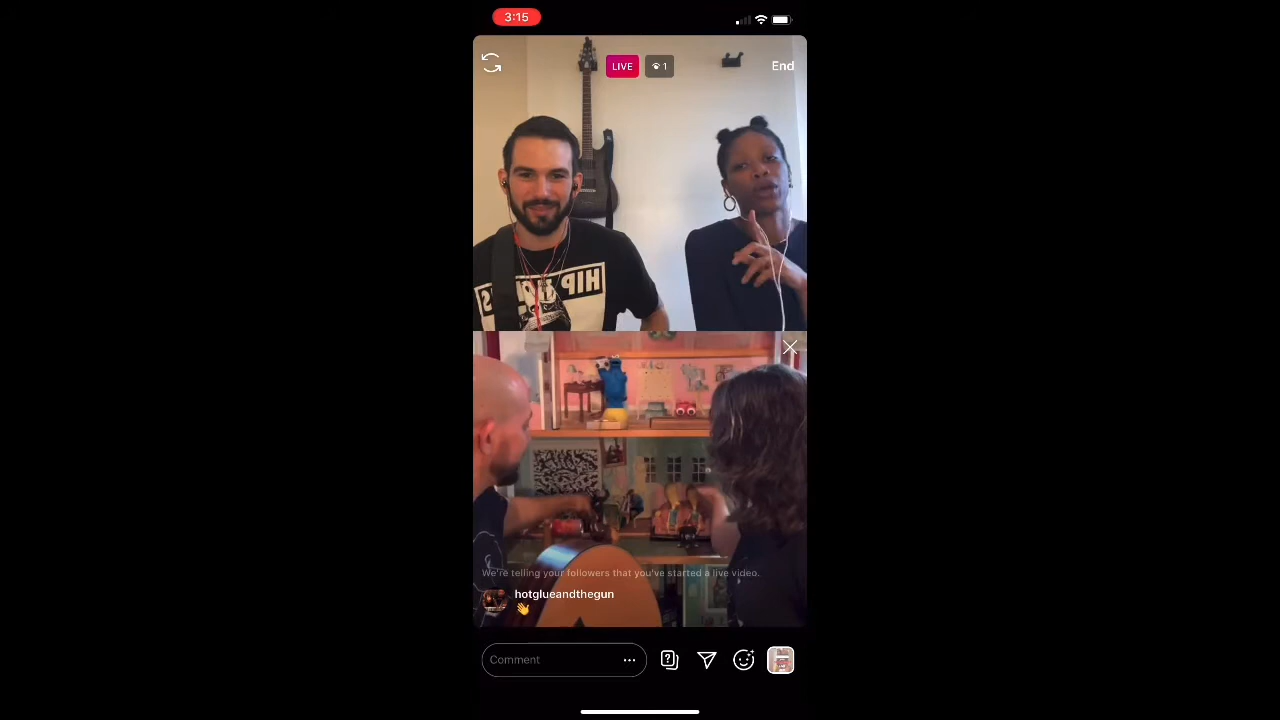 3:15
LIVE 1
End
HIP
We're telling your followers that you've started a live video.
hotglueandthegun
Comment